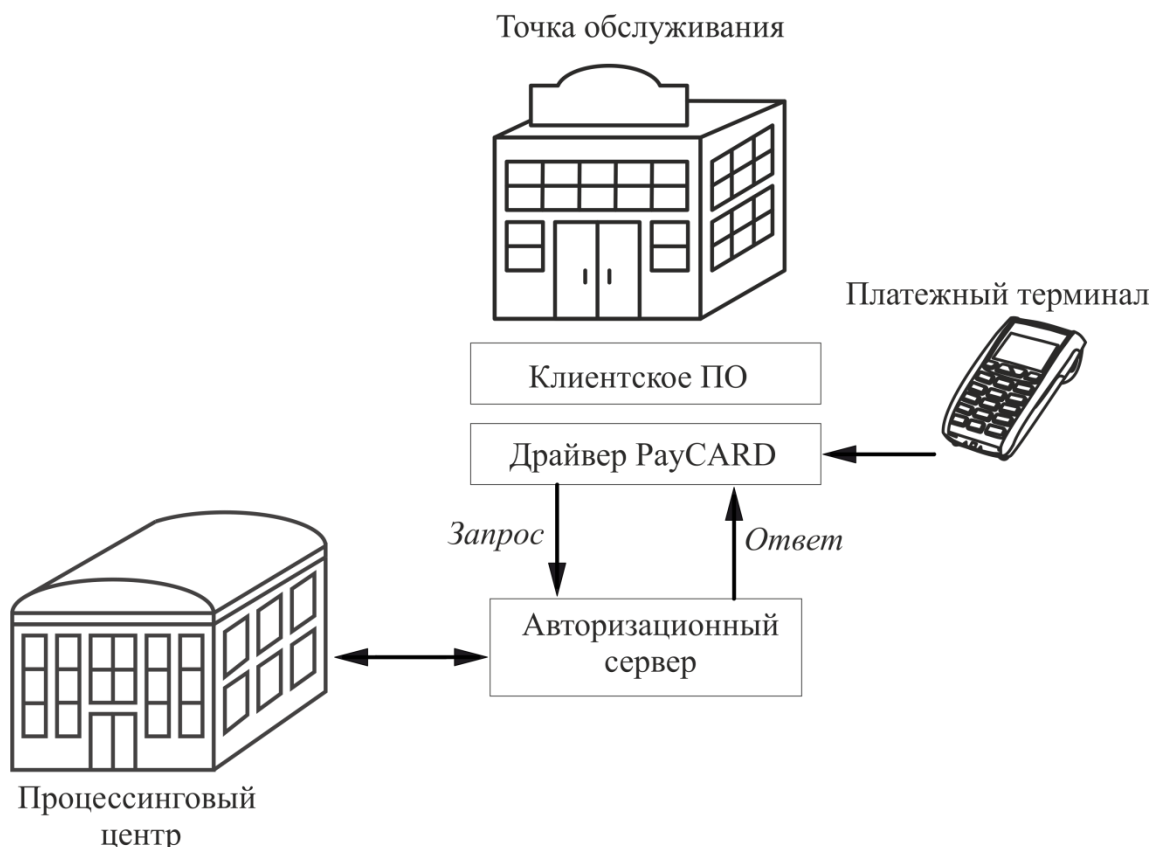 Точка обслуживания
Платежный терминал
Клиентское ПО
Драйвер PayCARD
Запрос
Ответ
Авторизационный
сервер
Процессинговый
центр